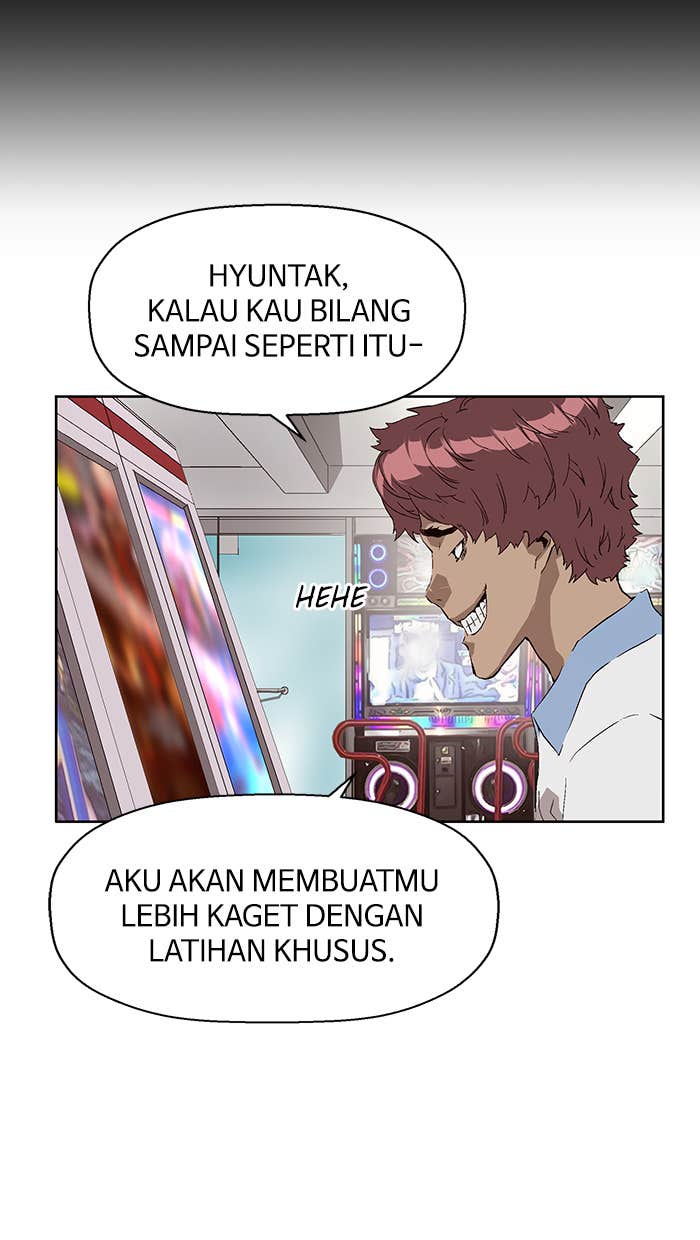 HYUNTAK,
KALAU KAU BILANG
SAMPAI SEPERTI ITU-
HEHE
AKU AKAN MEMBUATMU
LEBIH KAGET DENGAN
LATIHAN KHUSUS.